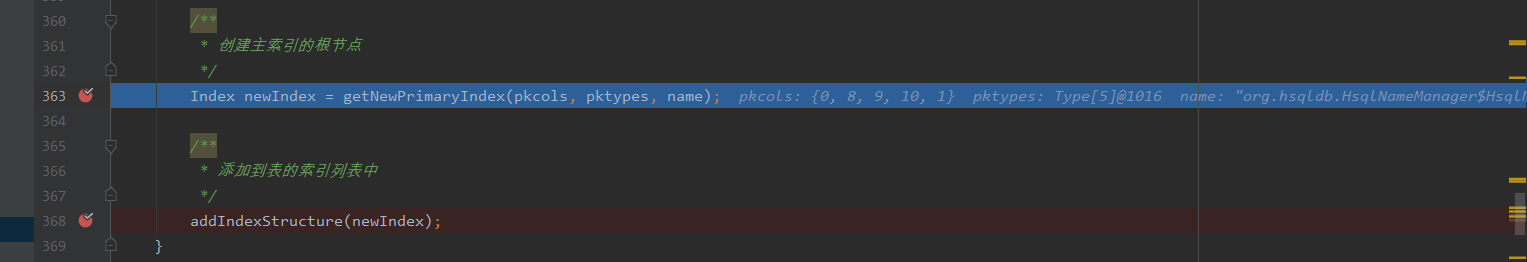 360 /**
361 * 创建主索引的根节点
362 */
363 Index newIndex = getNewPrimaryIndex(pkcols, pktypes, name); pkcols: {0, 8, 9, 10, 1} pktypes: Type[5]@1016 name: "org.hsqldb.HsqlNameManager$HsqlN
364
365 /**
366 * 添加到表的索引列表中
367 */
368 addIndexStructure(newIndex);
369 }